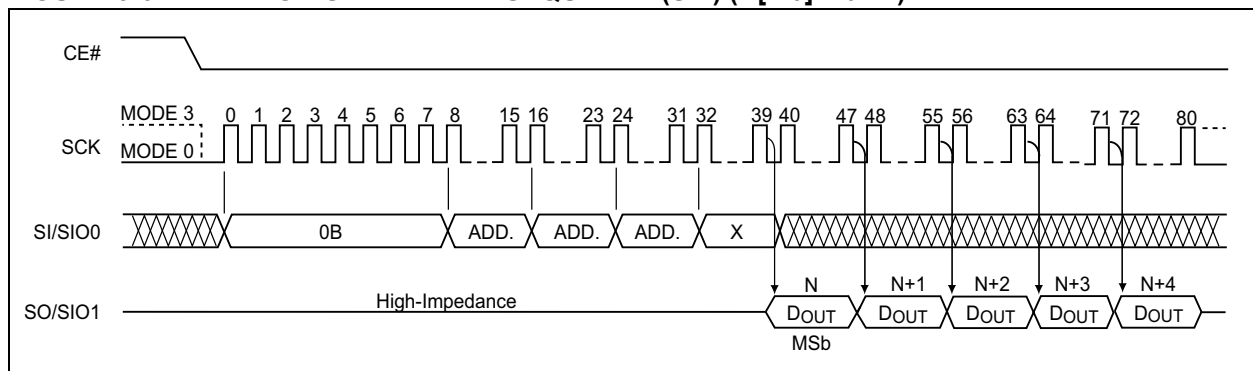 CE#
MODE 3
0 1 2 3 4 5 6 7 8 15 16 23 24 31 32 39 40 47 48 55 56 63 64 71 72 80
SCK
MODE 0
SI/SIO0
0B ADD. ADD. ADD. X
N N+1 N+2 N+3 N+4
High-Impedance
SO/SIO1
DOUT DOUT DOUT DOUT DOUT
MSb